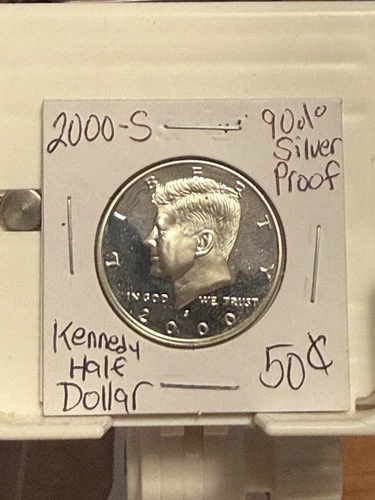 2000-S
90%
Silver
Proof
LIBERTY
IN GOD WE TRUST
S
2000
Kennedy
Half
Dollar
50¢